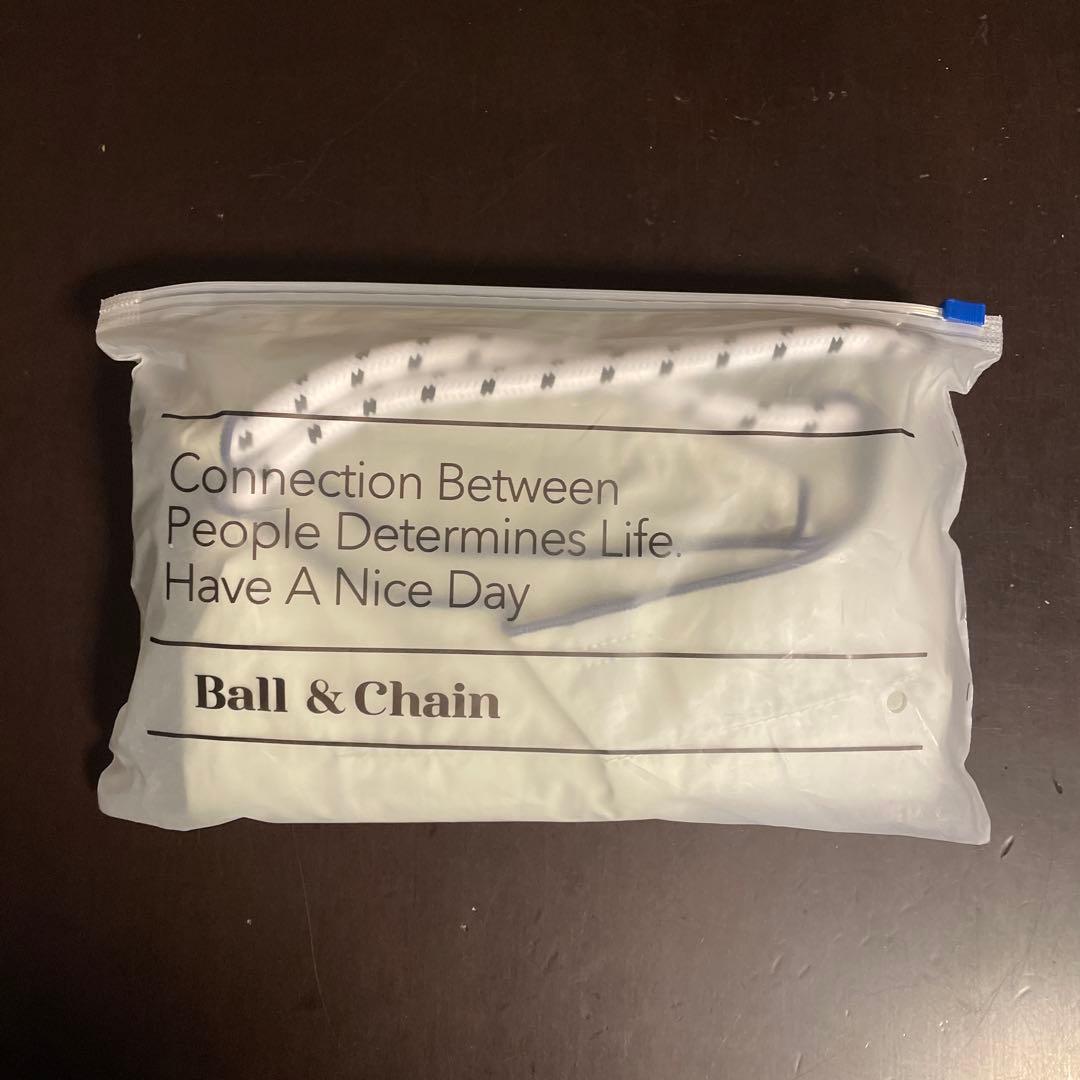 Connection Between
People Determines Life.
Have A Nice Day
Ball & Chain